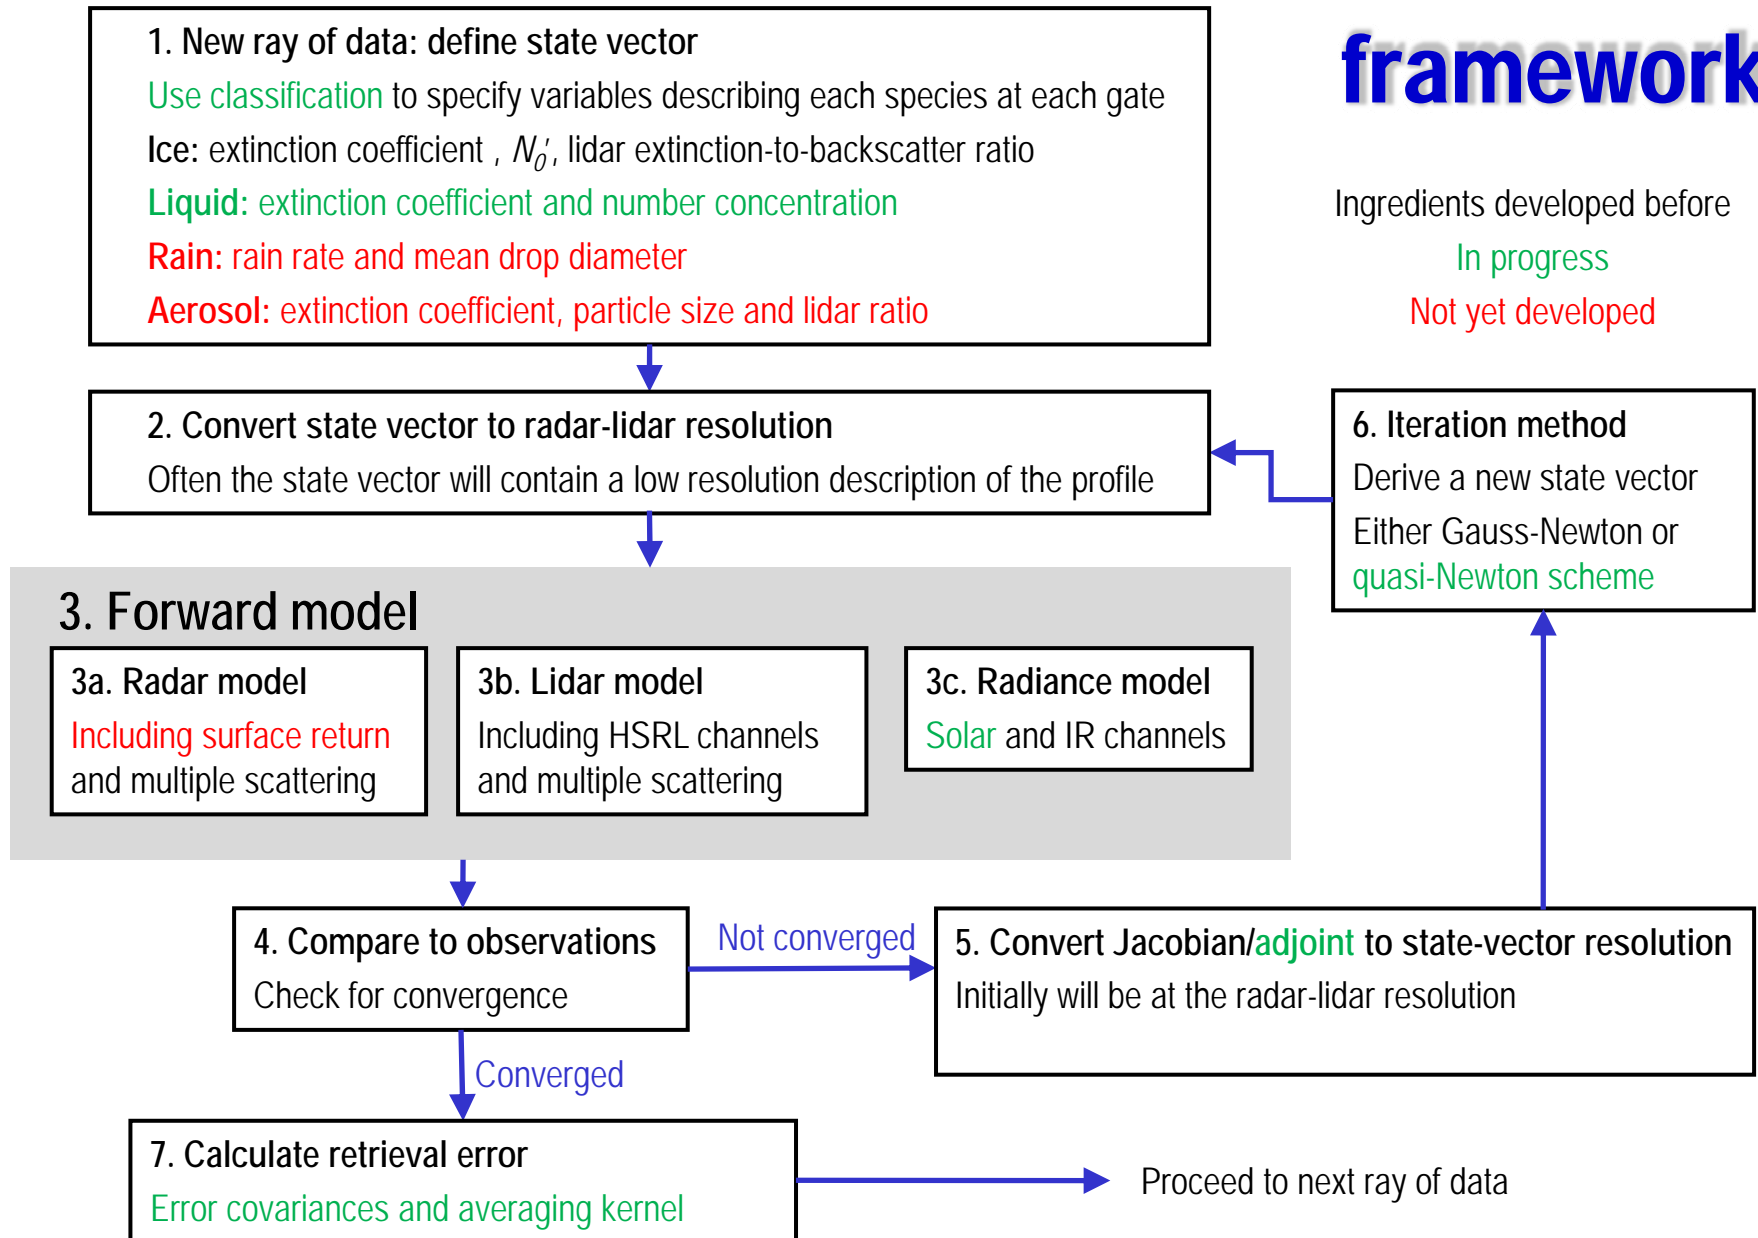 framework
1. New ray of data: define state vector
Use classification to specify variables describing each species at each gate
Ice: extinction coefficient , N₀', lidar extinction-to-backscatter ratio
Liquid: extinction coefficient and number concentration
Rain: rain rate and mean drop diameter
Aerosol: extinction coefficient, particle size and lidar ratio
Ingredients developed before
In progress
Not yet developed
2. Convert state vector to radar-lidar resolution
Often the state vector will contain a low resolution description of the profile
6. Iteration method
Derive a new state vector
Either Gauss-Newton or
quasi-Newton scheme
3. Forward model
3a. Radar model
Including surface return
and multiple scattering
3b. Lidar model
Including HSRL channels
and multiple scattering
3c. Radiance model
Solar and IR channels
4. Compare to observations
Check for convergence
Not converged
5. Convert Jacobian/adjoint to state-vector resolution
Initially will be at the radar-lidar resolution
Converged
7. Calculate retrieval error
Error covariances and averaging kernel
Proceed to next ray of data